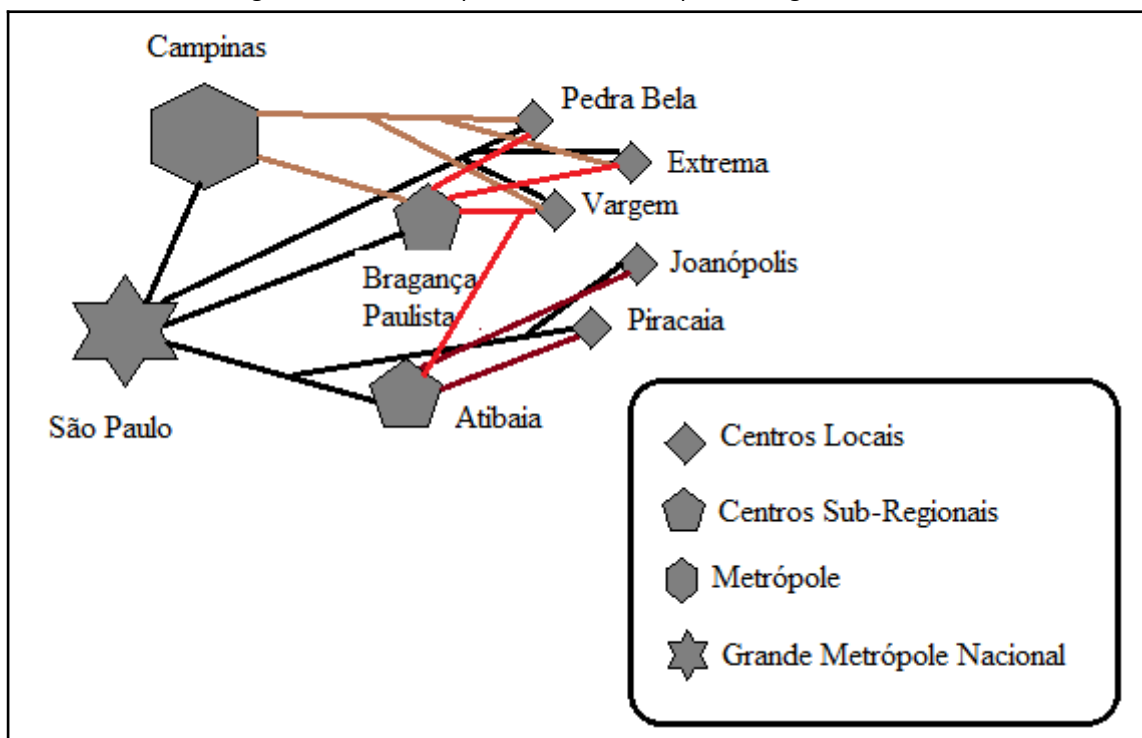 Campinas
Pedra Bela
Extrema
Vargem
Joanópolis
Bragança
Paulista
Piracaia
São Paulo
Atibaia
Centros Locais
Centros Sub-Regionais
Metrópole
Grande Metrópole Nacional